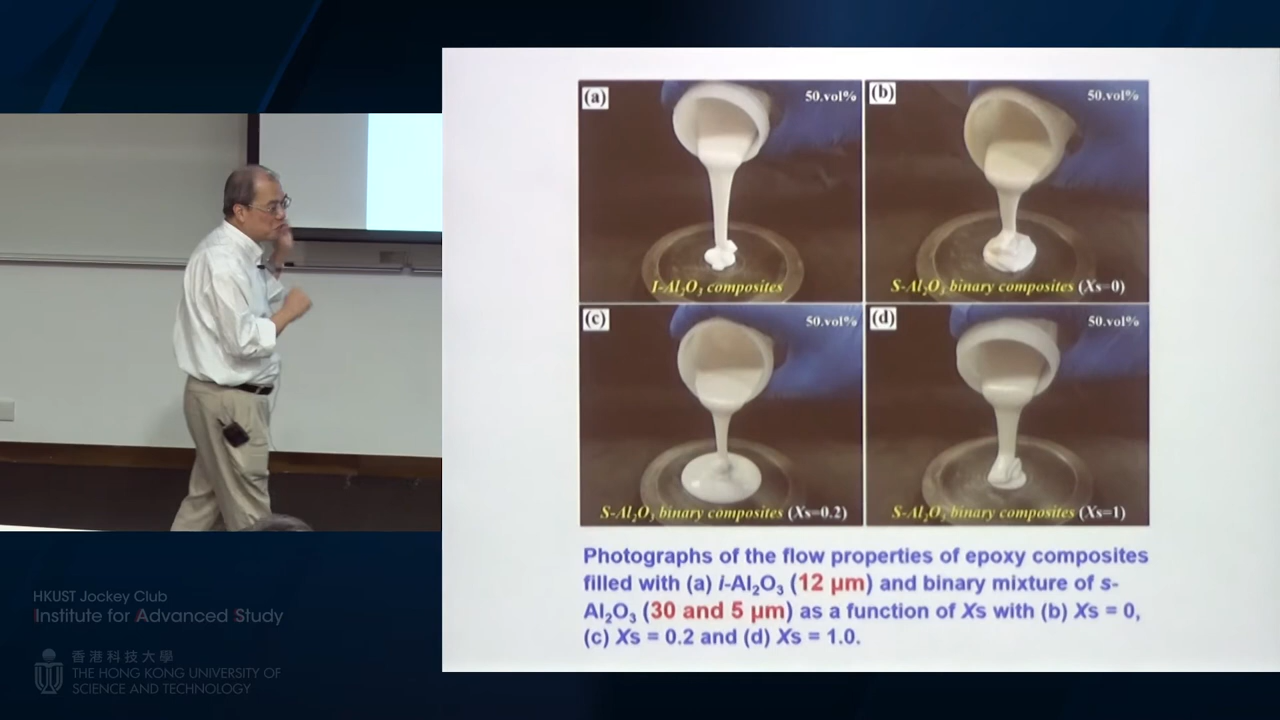 (a)
50.vol%
I-Al₂O₃ composites
(b)
50.vol%
S-Al₂O₃ binary composites (Xs=0)
(c)
50.vol%
S-Al₂O₃ binary composites (Xs=0.2)
(d)
50.vol%
S-Al₂O₃ binary composites (Xs=1)
Photographs of the flow properties of epoxy composites
filled with (a) i-Al₂O₃ (12 µm) and binary mixture of s-
Al₂O₃ (30 and 5 µm) as a function of Xs with (b) Xs = 0,
(c) Xs = 0.2 and (d) Xs = 1.0.
HKUST Jockey Club
Institute for Advanced Study
香港科技大學
THE HONG KONG UNIVERSITY OF
SCIENCE AND TECHNOLOGY